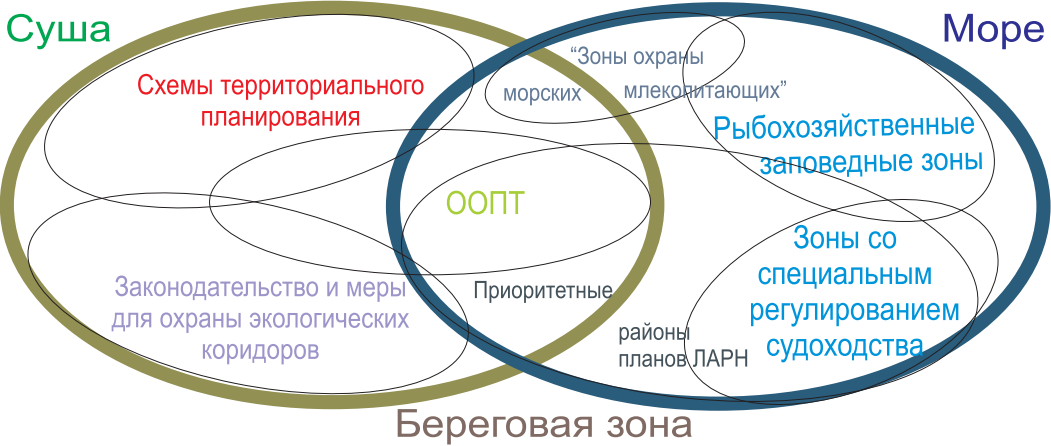 Суша
Море
Схемы территориального
планирования
“Зоны охраны
морских млекопитающих”
Рыбохозяйственные
заповедные зоны
ООПТ
Зоны со
специальным
регулированием
судоходства
Законодательство и меры
для охраны экологических
коридоров
Приоритетные
районы
планов ЛАРН
Береговая зона